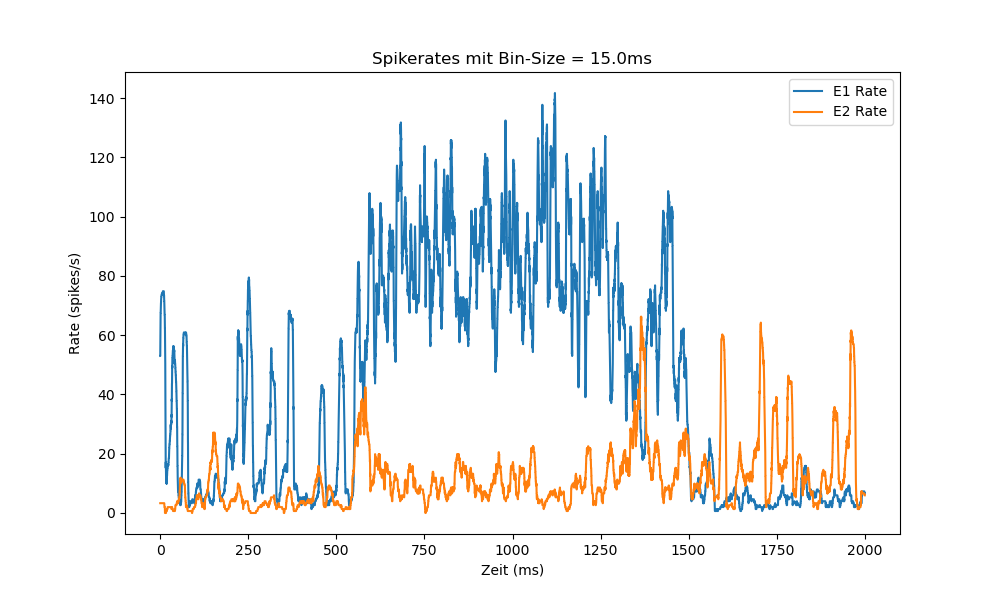 Spikerates mit Bin-Size = 15.0ms
E1 Rate
E2 Rate
140
120
100
80
60
40
20
0
Rate (spikes/s)
0 250 500 750 1000 1250 1500 1750 2000
Zeit (ms)